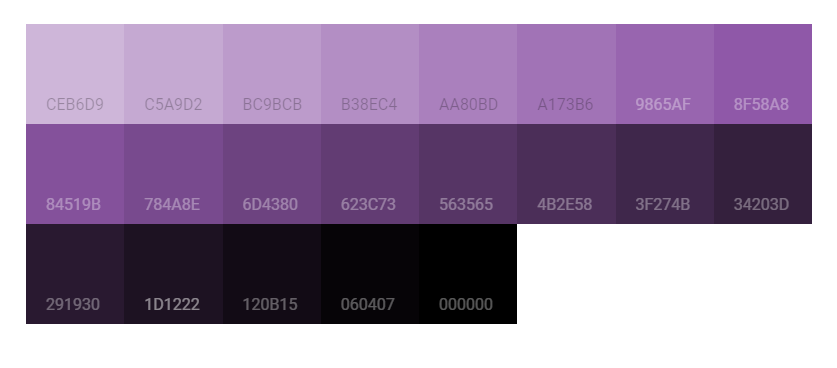 CEB6D9 C5A9D2 BC9BCB B38EC4 AA80BD A173B6 9865AF 8F58A8
84519B 784A8E 6D4380 623C73 563565 4B2E58 3F274B 34203D
291930 1D1222 120B15 060407 000000